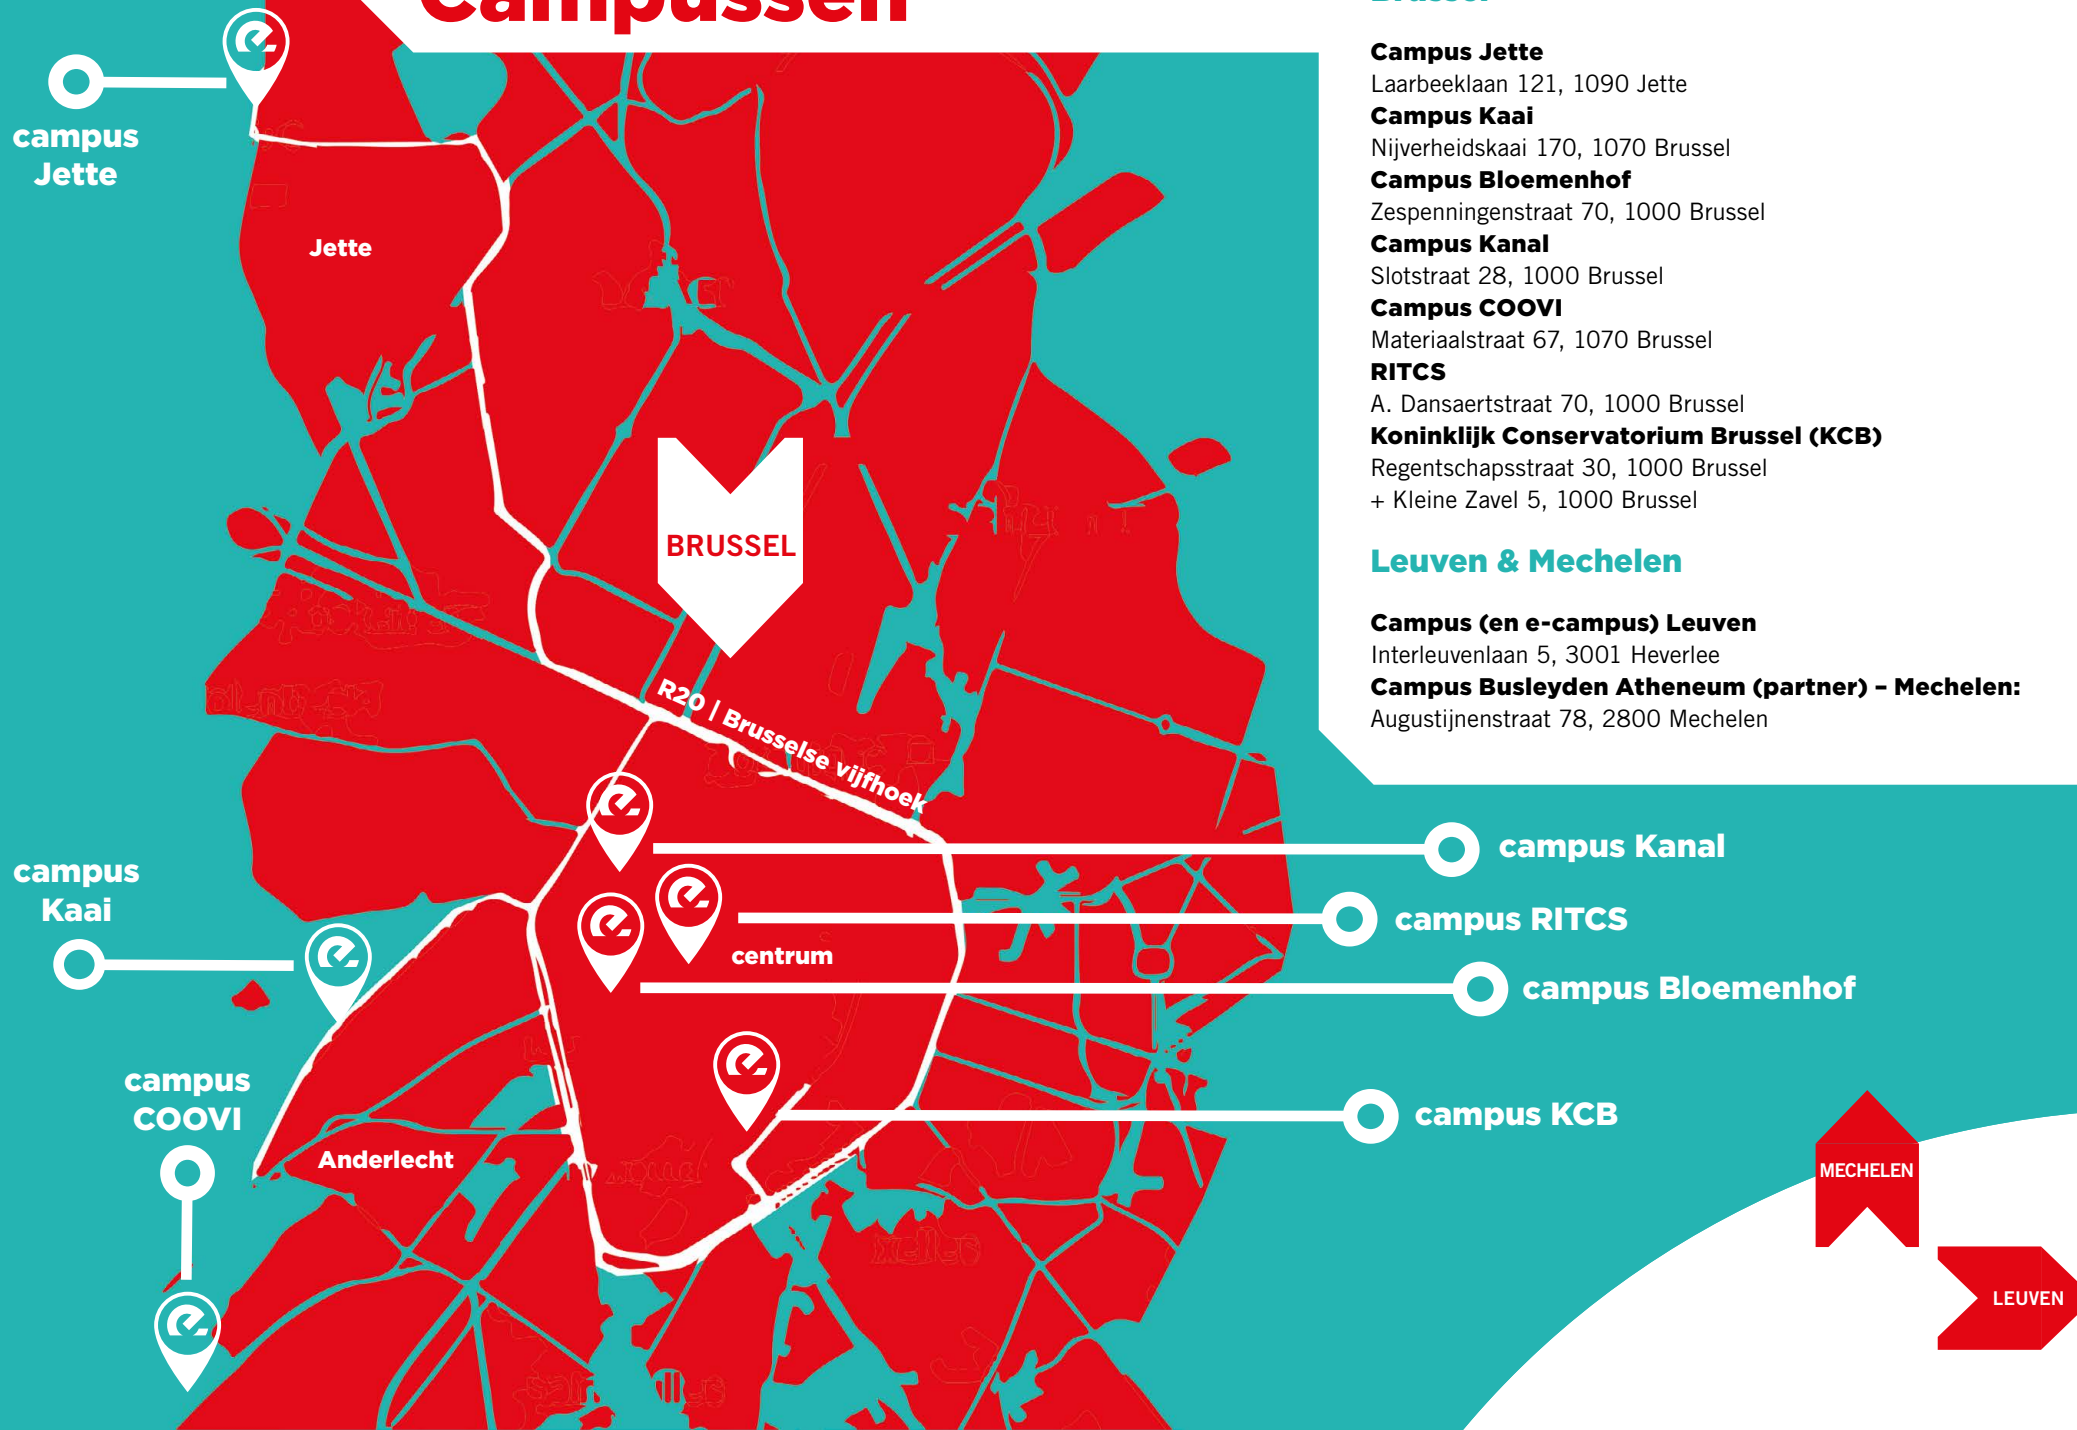 Campussen
Brussel
Campus Jette
Laarbeeklaan 121, 1090 Jette
Campus Kaai
Nijverheidskaai 170, 1070 Brussel
Campus Bloemenhof
Zespenningenstraat 70, 1000 Brussel
Campus Kanal
Slotstraat 28, 1000 Brussel
Campus COOVI
Materiaalstraat 67, 1070 Brussel
RITCS
A. Dansaertstraat 70, 1000 Brussel
Koninklijk Conservatorium Brussel (KCB)
Regentschapsstraat 30, 1000 Brussel
+ Kleine Zavel 5, 1000 Brussel
Leuven & Mechelen
Campus (en e-campus) Leuven
Interleuvenlaan 5, 3001 Heverlee
Campus Busleyden Atheneum (partner) – Mechelen:
Augustijnenstraat 78, 2800 Mechelen
campus
Jette
Jette
BRUSSEL
R20 | Brusselse vijfhoek
campus Kanal
campus
Kaai
campus RITCS
centrum
campus Bloemenhof
campus
COOVI
campus KCB
Anderlecht
MECHELEN
LEUVEN